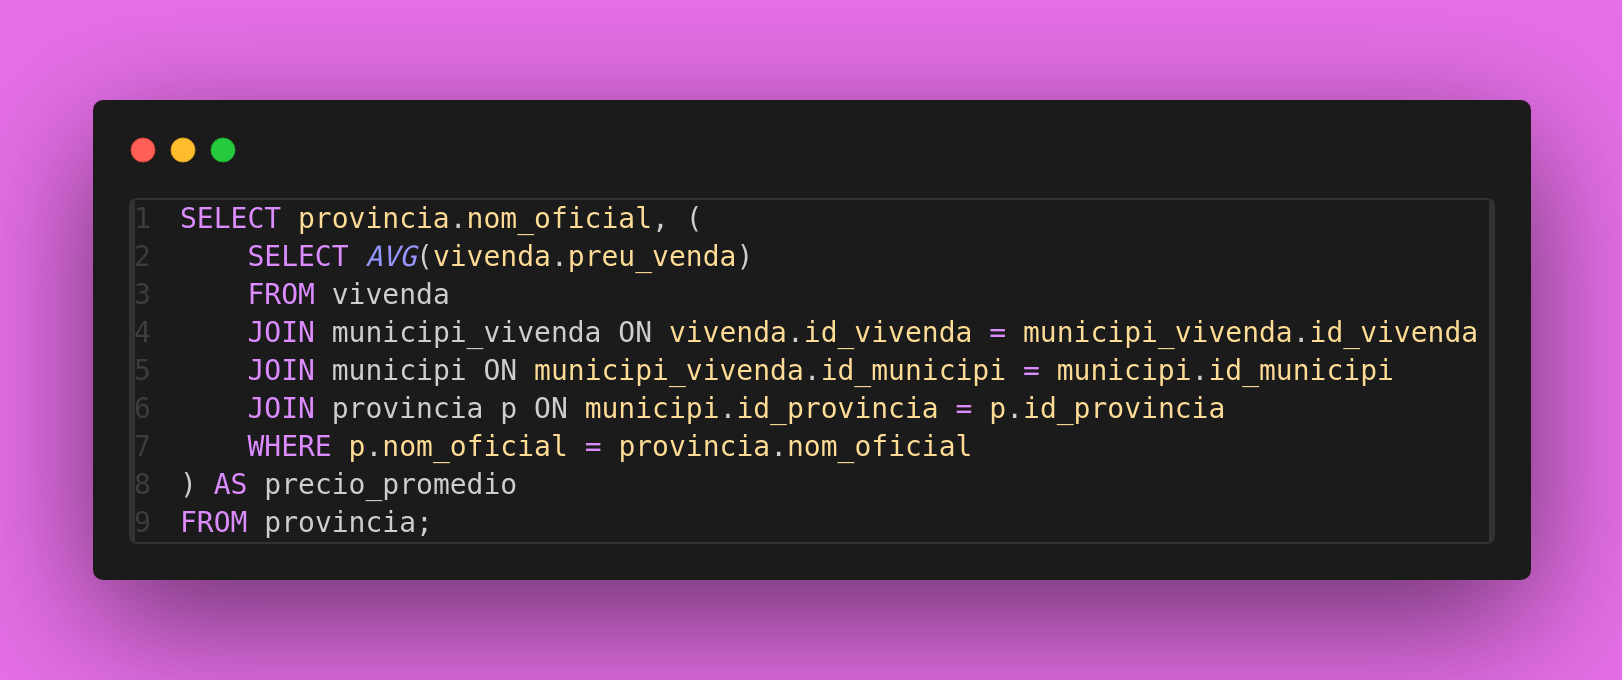 1 SELECT provincia.nom_oficial, (
2     SELECT AVG(vivenda.preu_venda)
3     FROM vivenda
4     JOIN municipi_vivenda ON vivenda.id_vivenda = municipi_vivenda.id_vivenda
5     JOIN municipi ON municipi_vivenda.id_municipi = municipi.id_municipi
6     JOIN provincia p ON municipi.id_provincia = p.id_provincia
7     WHERE p.nom_oficial = provincia.nom_oficial
8 ) AS precio_promedio
9 FROM provincia;